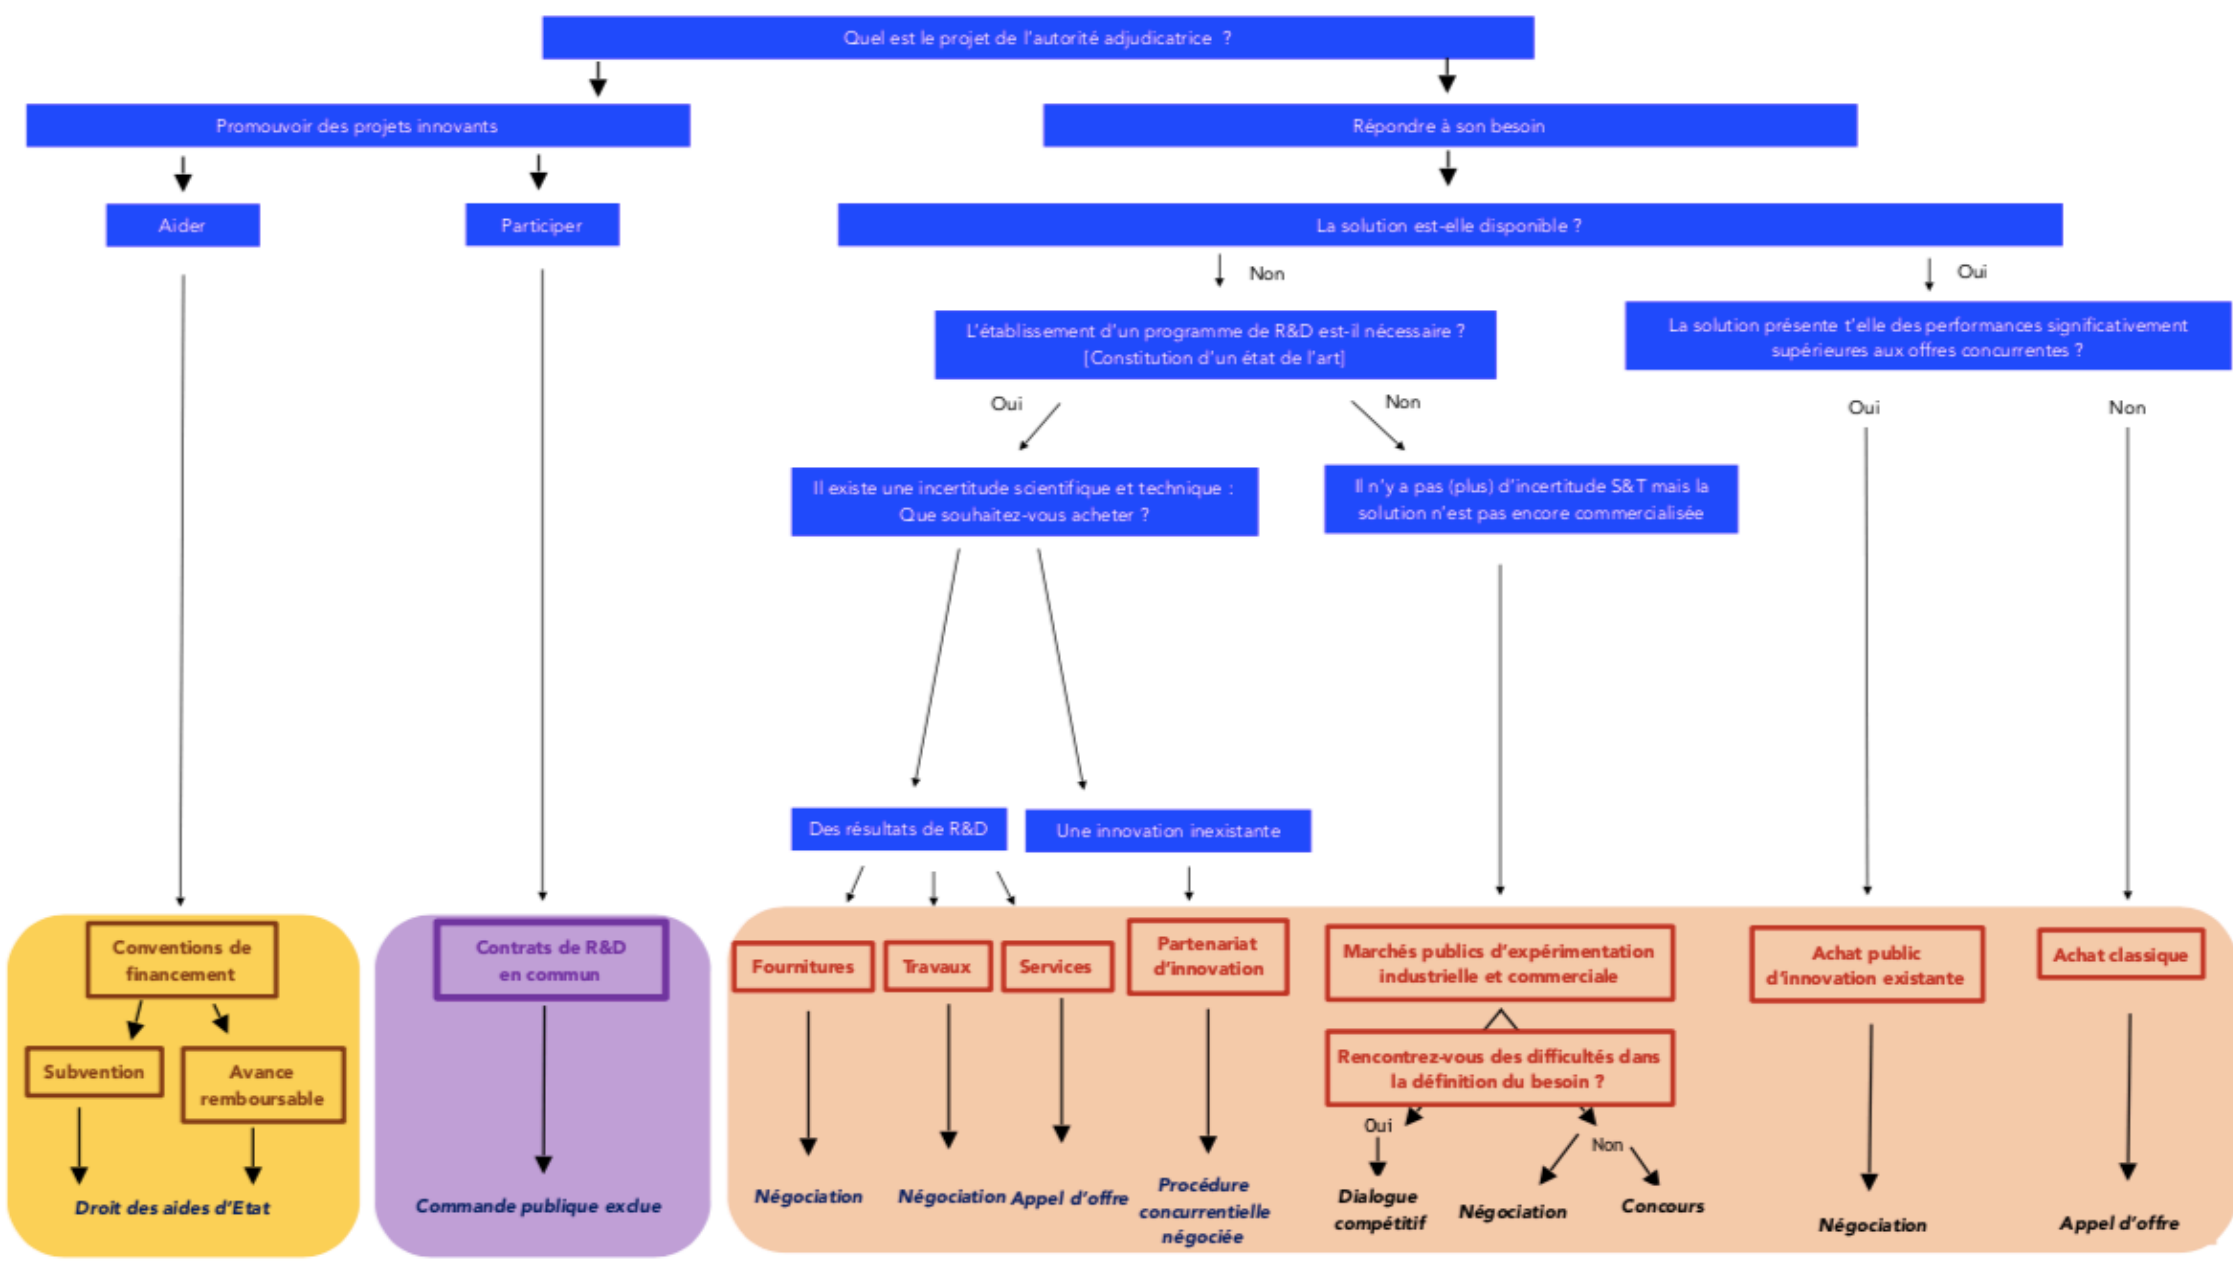 Quel est le projet de l'autorité adjudicatrice ?
Promouvoir des projets innovants
Répondre à son besoin
Aider
Participer
La solution est-elle disponible ?
Non
Oui
L'établissement d'un programme de R&D est-il nécessaire ?
[Constitution d'un état de l'art]
La solution présente t'elle des performances significativement
supérieures aux offres concurrentes ?
Oui
Non
Oui
Non
Il existe une incertitude scientifique et technique :
Que souhaitez-vous acheter ?
Il n'y a pas (plus) d'incertitude S&T mais la
solution n'est pas encore commercialisée
Des résultats de R&D
Une innovation inexistante
Conventions de
financement
Contrats de R&D
en commun
Fournitures
Travaux
Services
Partenariat
d'innovation
Marchés publics d'expérimentation
industrielle et commerciale
Achat public
d'innovation existante
Achat classique
Subvention
Avance
remboursable
Rencontrez-vous des difficultés dans
la définition du besoin ?
Oui
Non
Droit des aides d'Etat
Commande publique exclue
Négociation
Négociation
Appel d'offre
Procédure
concurrentielle
négociée
Dialogue
compétitif
Négociation
Concours
Négociation
Appel d'offre